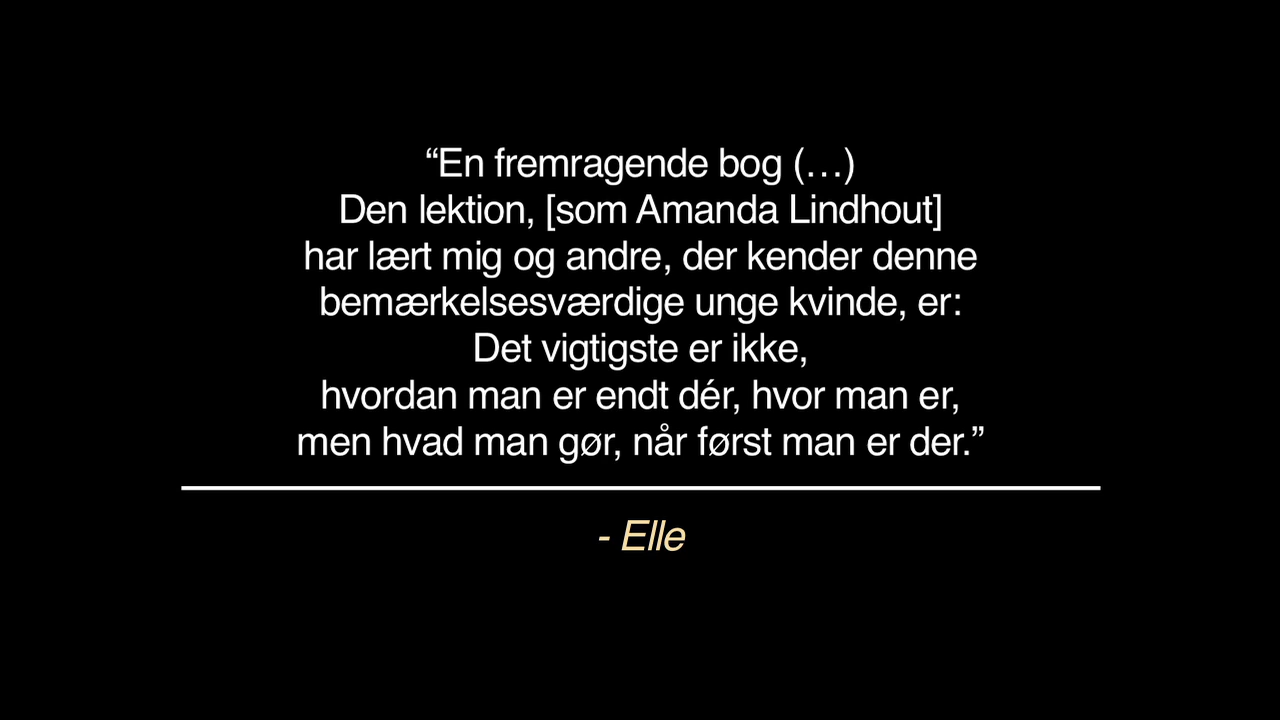 “En fremragende bog (…)
Den lektion, [som Amanda Lindhout]
har lært mig og andre, der kender denne
bemærkelsesværdige unge kvinde, er:
Det vigtigste er ikke,
hvordan man er endt dér, hvor man er,
men hvad man gør, når først man er der.”
- Elle